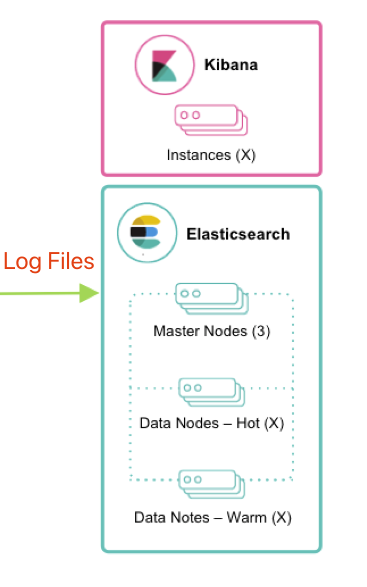 Kibana
Instances (X)
Elasticsearch
Log Files
Master Nodes (3)
Data Nodes – Hot (X)
Data Notes – Warm (X)